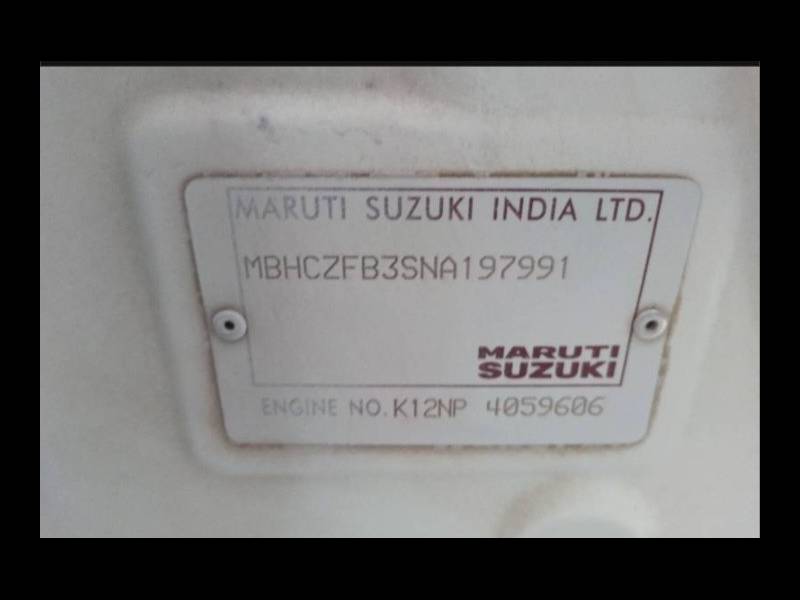 MARUTI SUZUKI INDIA LTD.
MBHCZFB3SNA197991
MARUTI
SUZUKI
ENGINE NO. K12NP 4059606